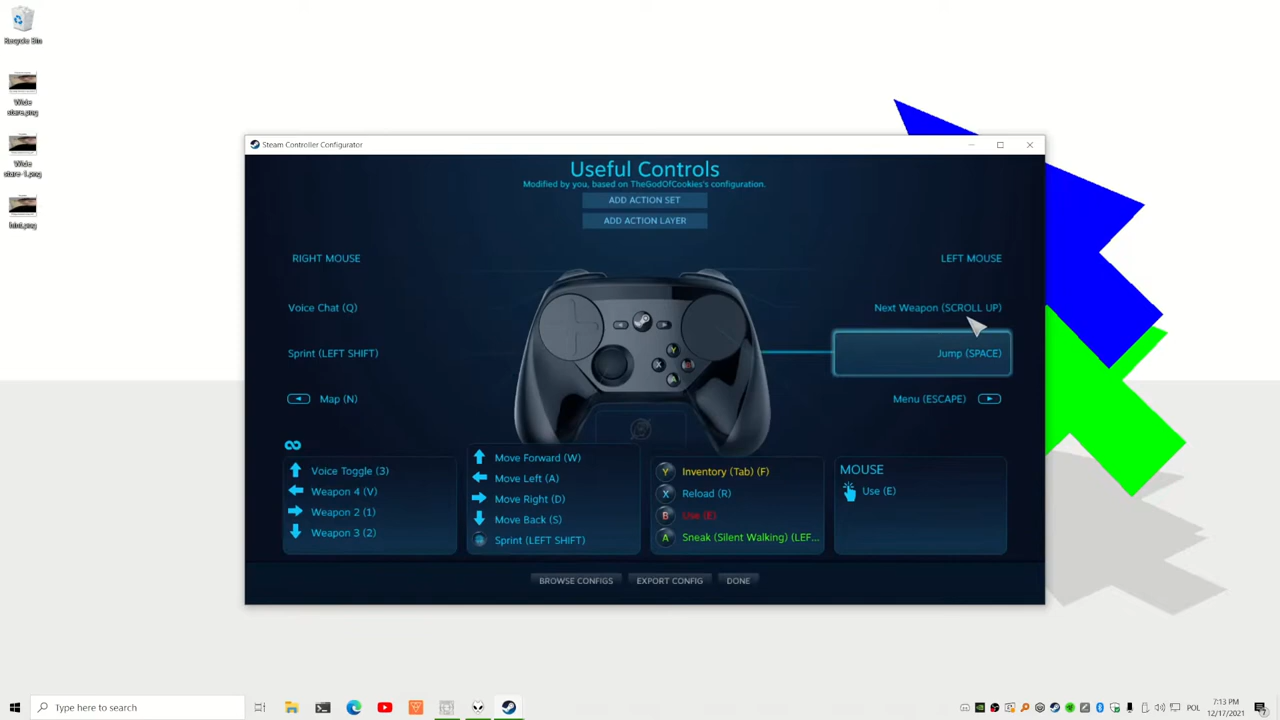 Recycle Bin
Wide
stare.png
Wide
stare-1.png
hint.png
Steam Controller Configurator
Useful Controls
Modified by you, based on TheGodOfCookies's configuration.
ADD ACTION SET
ADD ACTION LAYER
RIGHT MOUSE
LEFT MOUSE
Voice Chat (Q)
Next Weapon (SCROLL UP)
Sprint (LEFT SHIFT)
Jump (SPACE)
Map (N)
Menu (ESCAPE)
Y
X
B
A
Voice Toggle (3)
Weapon 4 (V)
Weapon 2 (1)
Weapon 3 (2)
Move Forward (W)
Move Left (A)
Move Right (D)
Move Back (S)
Sprint (LEFT SHIFT)
Y Inventory (Tab) (F)
X Reload (R)
B Use (E)
A Sneak (Silent Walking) (LEF...
MOUSE
Use (E)
BROWSE CONFIGS
EXPORT CONFIG
DONE
Type here to search
POL
7:13 PM
12/17/2021